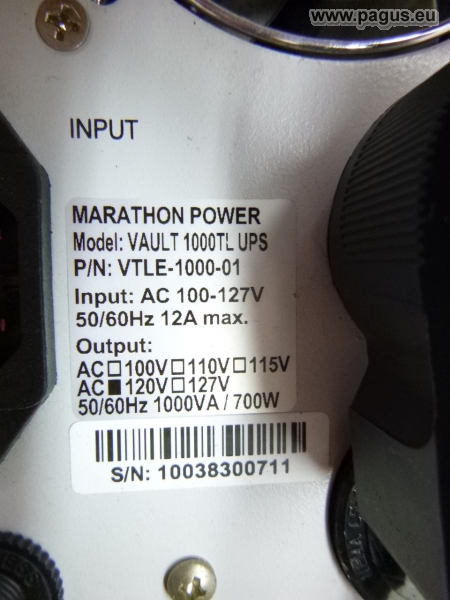 www.pagus.eu
INPUT
MARATHON POWER
Model: VAULT 1000TL UPS
P/N: VTLE-1000-01
Input: AC 100-127V
50/60Hz 12A max.
Output:
AC□100V□110V□115V
AC■120V□127V
50/60Hz 1000VA / 700W
S/N: 10038300711